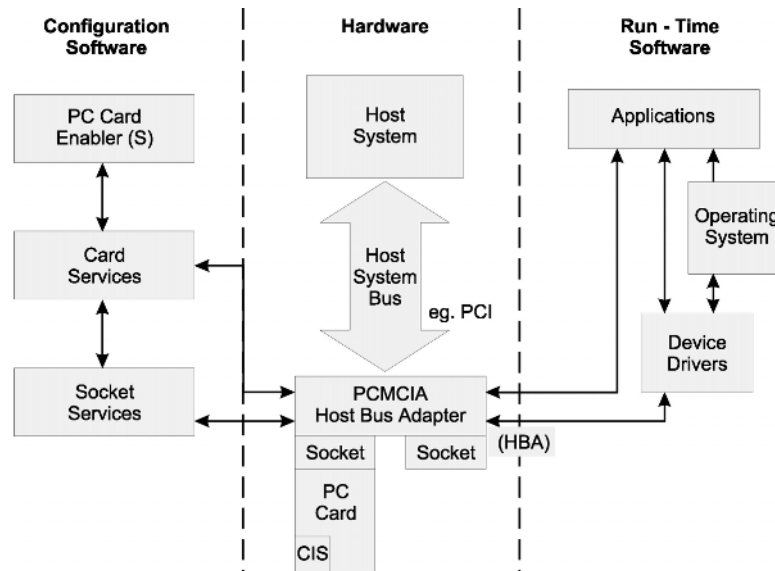 Configuration
Software
Hardware
Run - Time
Software
PC Card
Enabler (S)
Card
Services
Socket
Services
Host
System
Host
System
Bus
eg. PCI
PCMCIA
Host Bus Adapter
(HBA)
Socket
Socket
PC
Card
CIS
Applications
Operating
System
Device
Drivers